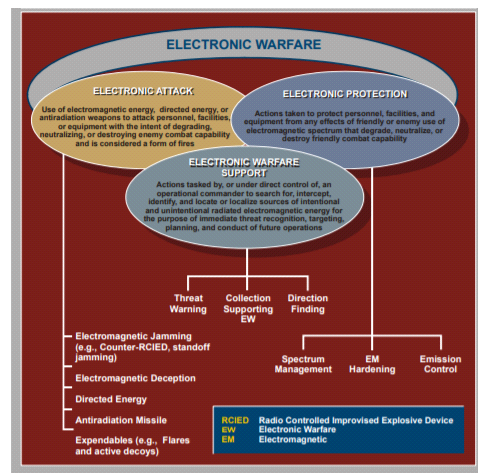 ELECTRONIC WARFARE
ELECTRONIC ATTACK
Use of electromagnetic energy, directed energy, or
antiradiation weapons to attack personnel, facilities,
or equipment with the intent of degrading,
neutralizing, or destroying enemy combat capability
and is considered a form of fires
ELECTRONIC PROTECTION
Actions taken to protect personnel, facilities, and
equipment from any effects of friendly or enemy use of
electromagnetic spectrum that degrade, neutralize, or
destroy friendly combat capability
ELECTRONIC WARFARE
SUPPORT
Actions tasked by, or under direct control of, an
operational commander to search for, intercept,
identify, and locate or localize sources of intentional
and unintentional radiated electromagnetic energy for
the purpose of immediate threat recognition, targeting,
planning, and conduct of future operations
Threat
Warning
Collection
Supporting
EW
Direction
Finding
Electromagnetic Jamming
(e.g., Counter-RCIED, standoff
jamming)
Electromagnetic Deception
Directed Energy
Antiradiation Missile
Expendables (e.g., Flares
and active decoys)
Spectrum
Management
EM
Hardening
Emission
Control
RCIED Radio Controlled Improvised Explosive Device
EW Electronic Warfare
EM Electromagnetic